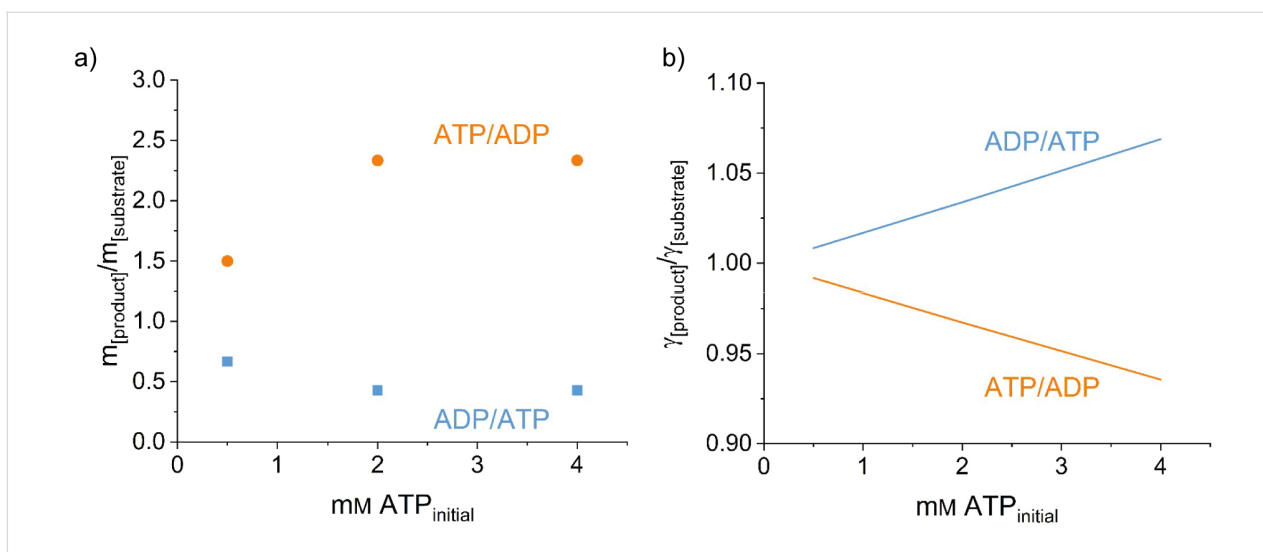 a)
3.0
2.5
2.0
1.5
1.0
0.5
0.0
m[product]/m[substrate]
ATP/ADP
ADP/ATP
0 1 2 3 4
mM ATPinitial
b)
1.10
1.05
1.00
0.95
0.90
γ[product]/γ[substrate]
ADP/ATP
ATP/ADP
0 1 2 3 4
mM ATPinitial